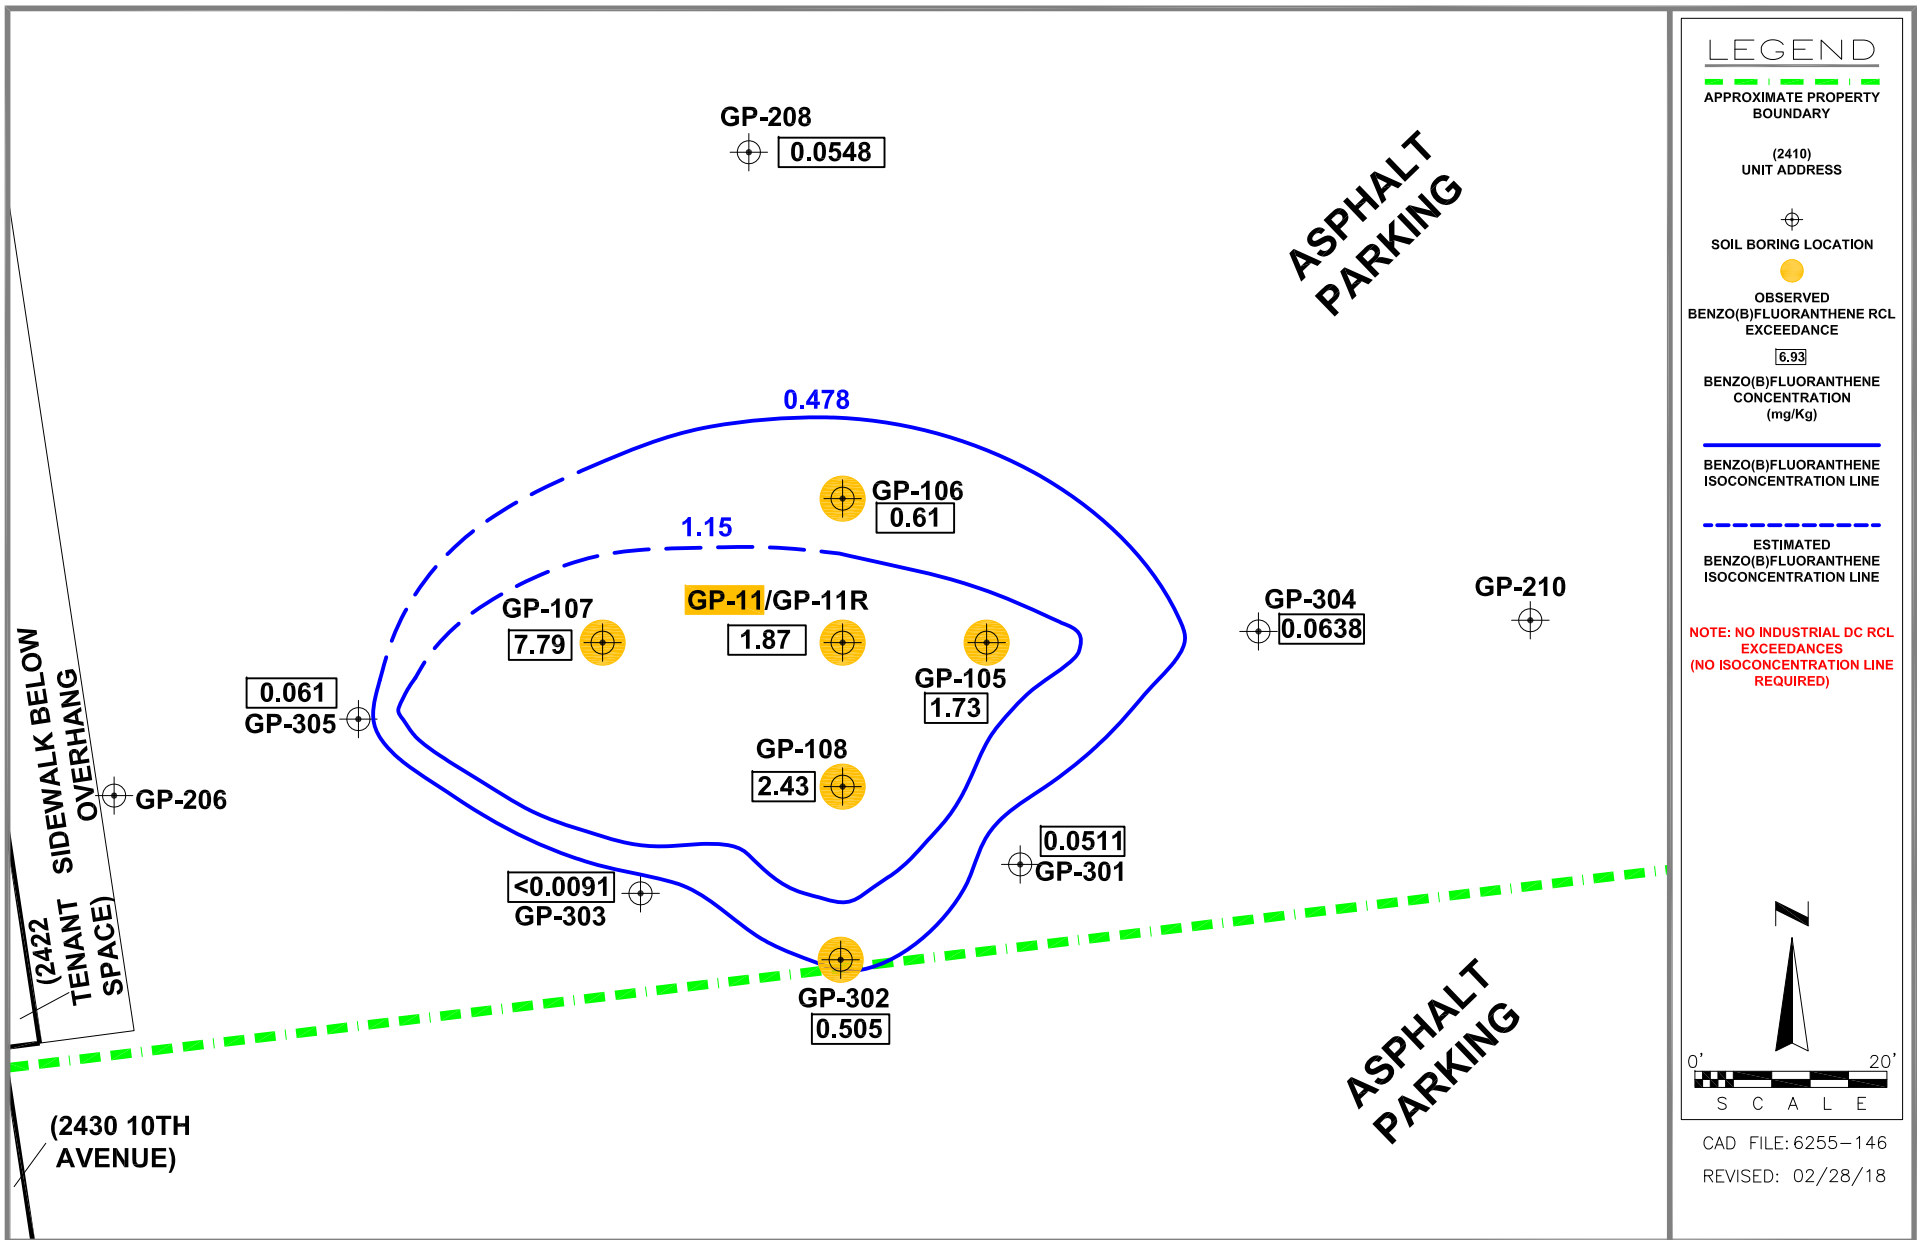 GP-208
0.0548
ASPHALT
PARKING
0.478
GP-106
0.61
1.15
GP-107
7.79
GP-11/GP-11R
1.87
GP-105
1.73
GP-304
0.0638
GP-210
0.061
GP-305
GP-108
2.43
GP-206
SIDEWALK BELOW
OVERHANG
(2422
TENANT
SPACE)
<0.0091
GP-303
0.0511
GP-301
GP-302
0.505
ASPHALT
PARKING
(2430 10TH
AVENUE)
LEGEND
APPROXIMATE PROPERTY
BOUNDARY
(2410)
UNIT ADDRESS
SOIL BORING LOCATION
OBSERVED
BENZO(B)FLUORANTHENE RCL
EXCEEDANCE
6.93
BENZO(B)FLUORANTHENE
CONCENTRATION
(mg/Kg)
BENZO(B)FLUORANTHENE
ISOCONCENTRATION LINE
ESTIMATED
BENZO(B)FLUORANTHENE
ISOCONCENTRATION LINE
NOTE: NO INDUSTRIAL DC RCL
EXCEEDANCES
(NO ISOCONCENTRATION LINE
REQUIRED)
N
0' 20'
SCALE
CAD FILE: 6255-146
REVISED: 02/28/18